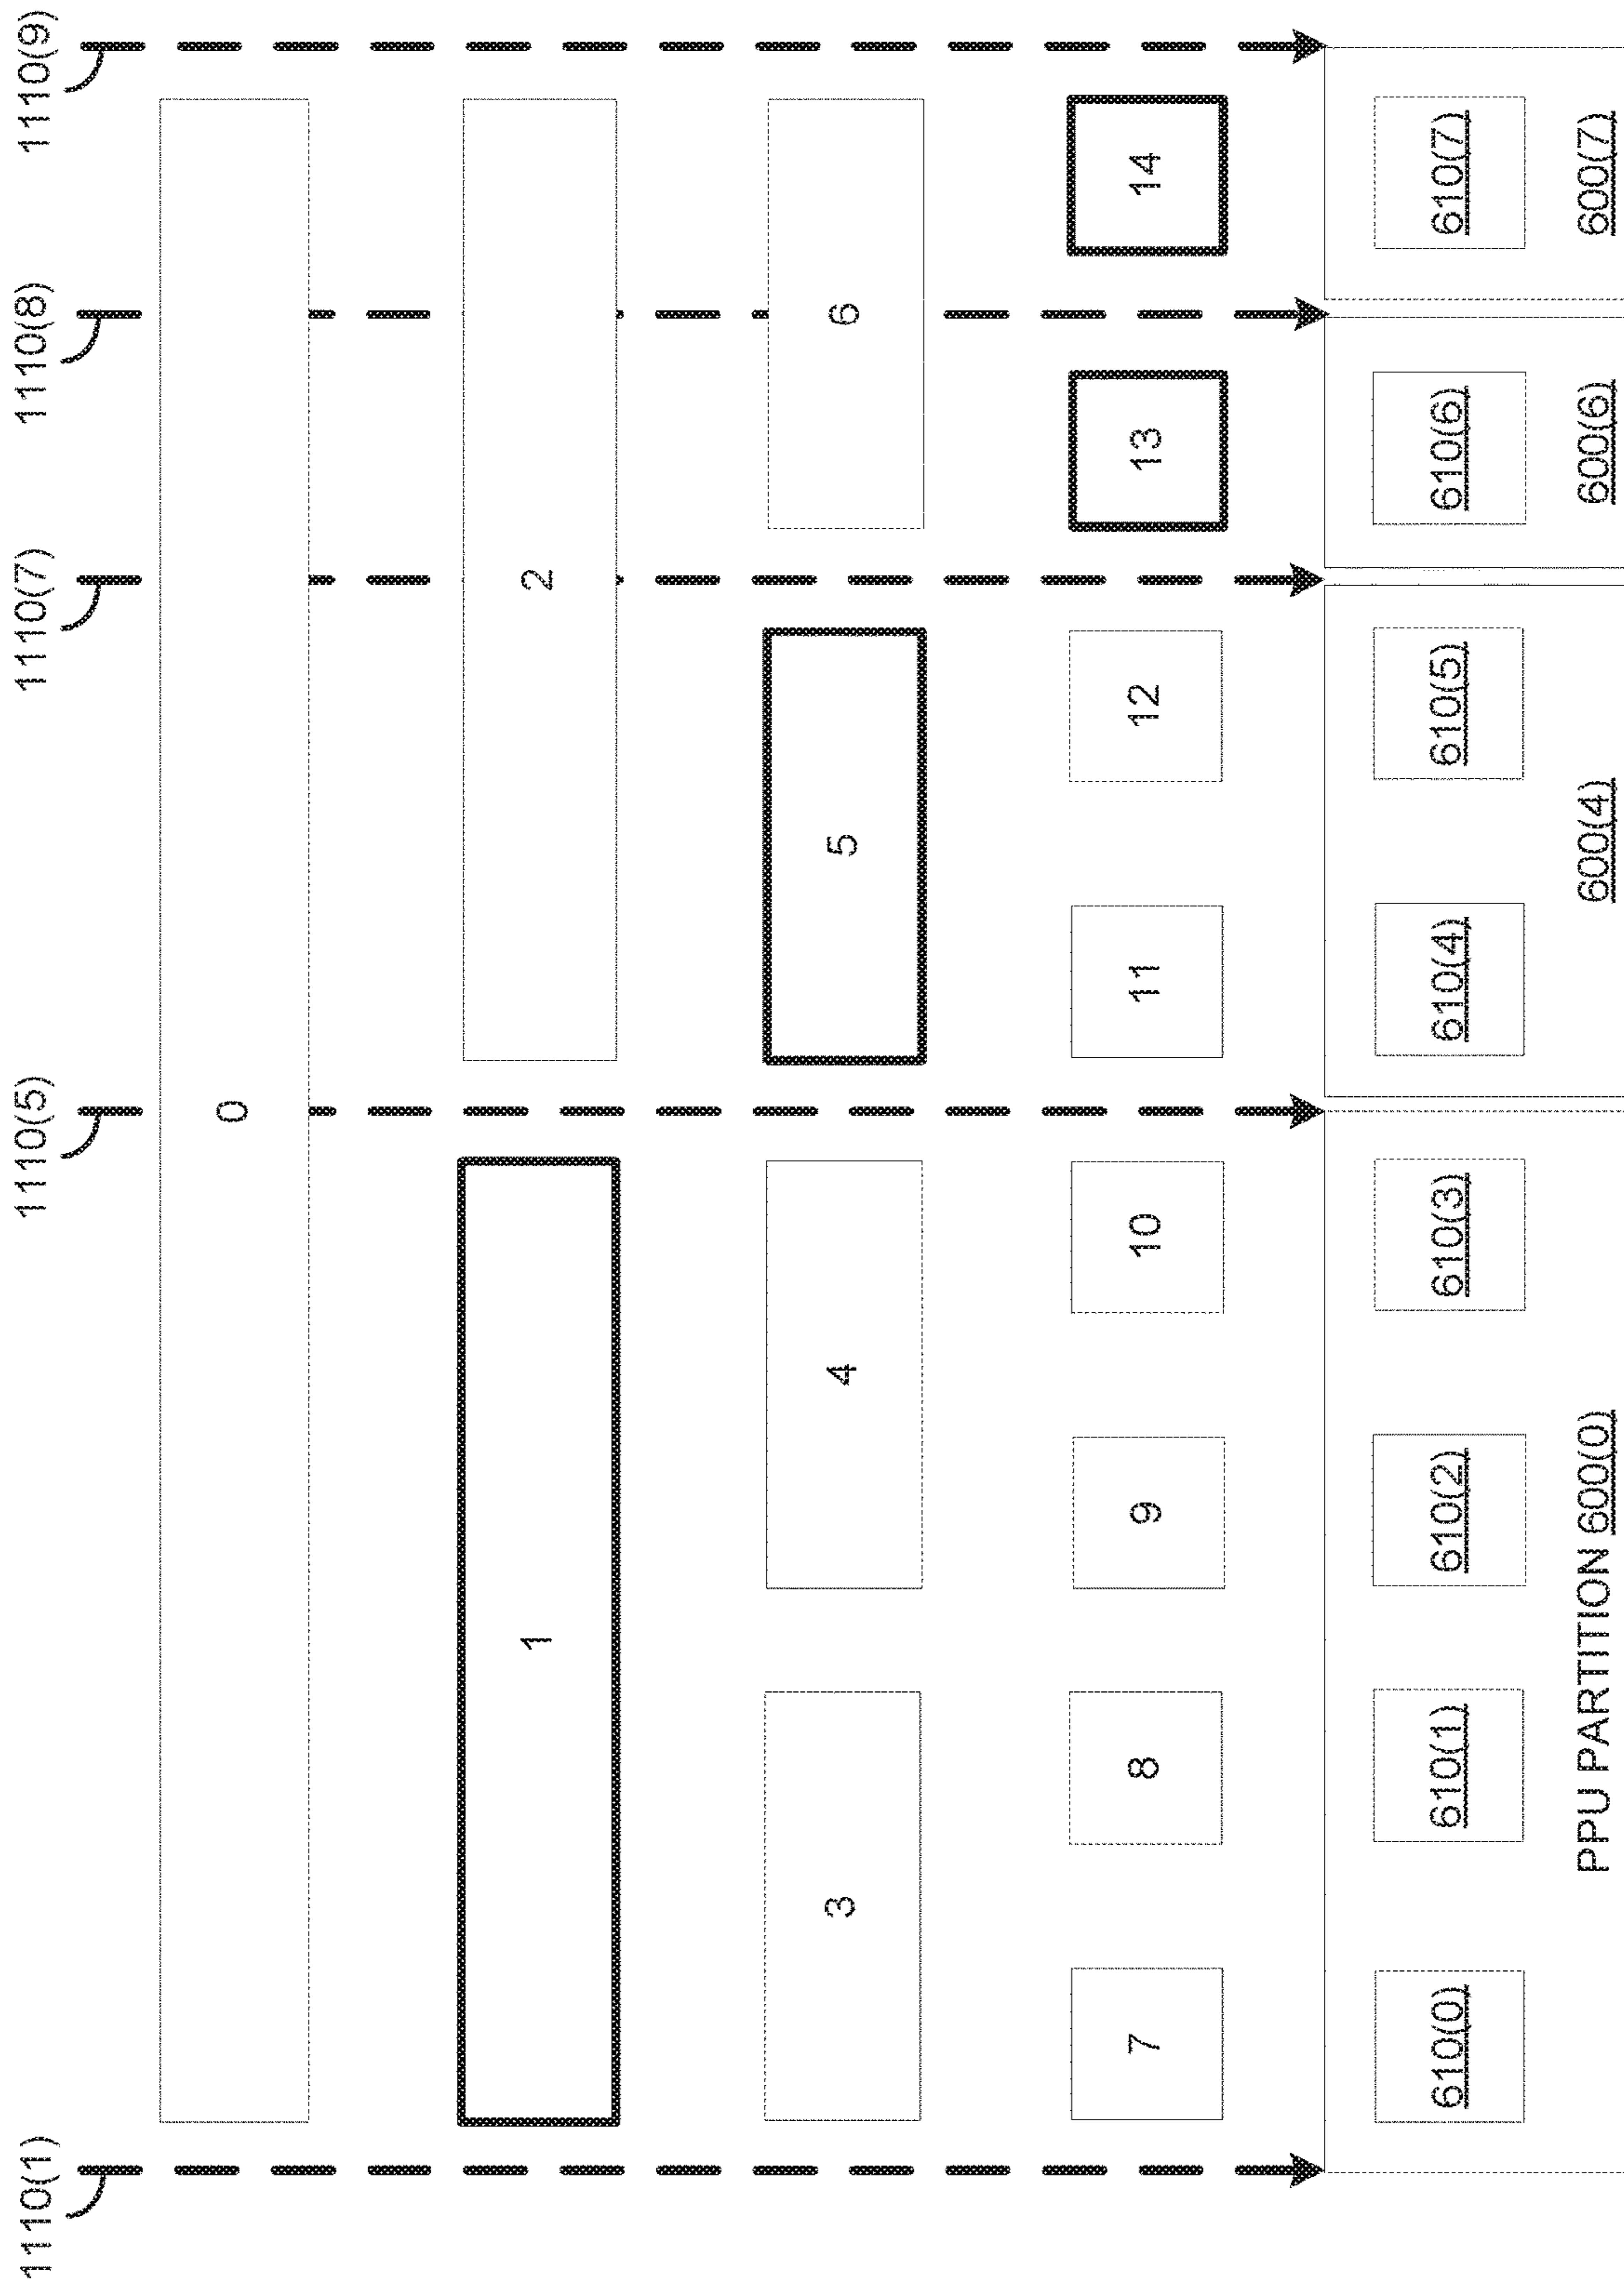 1110(1) 1110(5) 1110(7) 1110(8) 1110(9)
0
1 2
3 4 5 6
7 8 9 10 11 12 13 14
610(0) 610(1) 610(2) 610(3) 610(4) 610(5) 610(6) 610(7)
PPU PARTITION 600(0) 600(4) 600(6) 600(7)